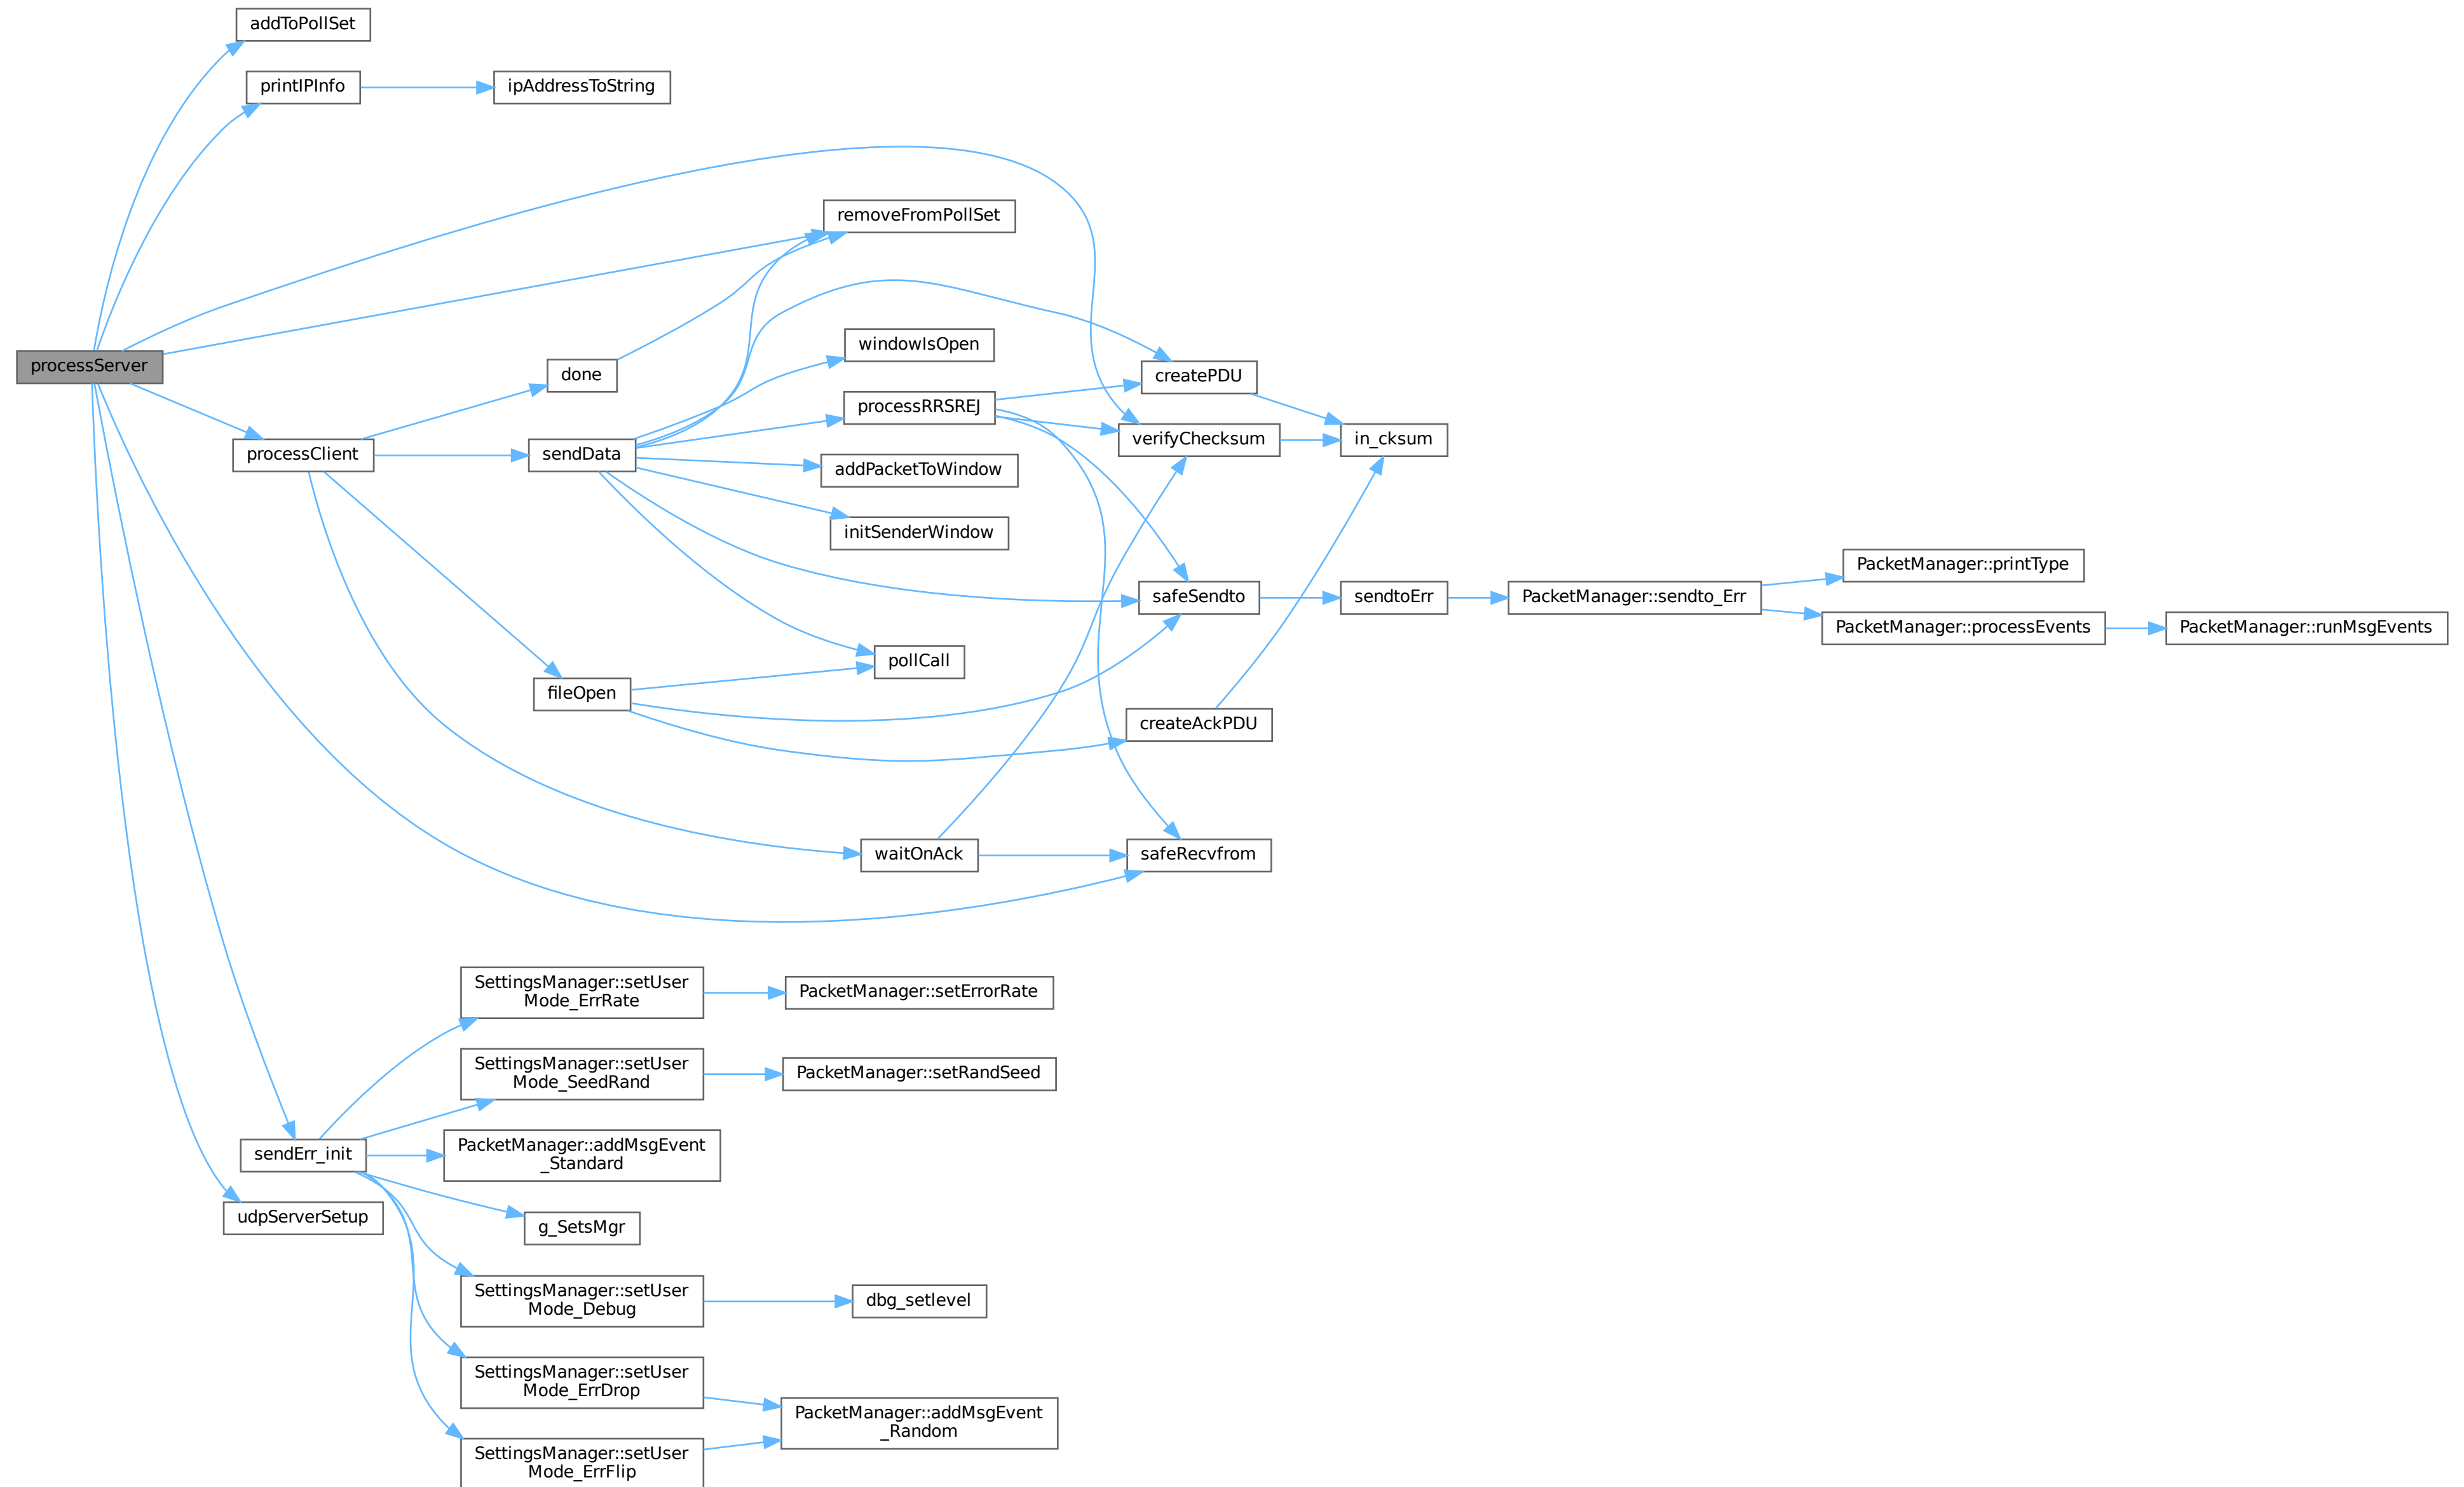 addToPollSet
printIPInfo
ipAddressToString
removeFromPollSet
windowIsOpen
processServer
done
createPDU
processRRSREJ
verifyChecksum
in_cksum
processClient
sendData
addPacketToWindow
initSenderWindow
PacketManager::printType
safeSendto
sendtoErr
PacketManager::sendto_Err
PacketManager::processEvents
PacketManager::runMsgEvents
pollCall
fileOpen
createAckPDU
waitOnAck
safeRecvfrom
SettingsManager::setUser
Mode_ErrRate
PacketManager::setErrorRate
SettingsManager::setUser
Mode_SeedRand
PacketManager::setRandSeed
sendErr_init
PacketManager::addMsgEvent
_Standard
udpServerSetup
g_SetsMgr
SettingsManager::setUser
Mode_Debug
dbg_setlevel
SettingsManager::setUser
Mode_ErrDrop
PacketManager::addMsgEvent
_Random
SettingsManager::setUser
Mode_ErrFlip